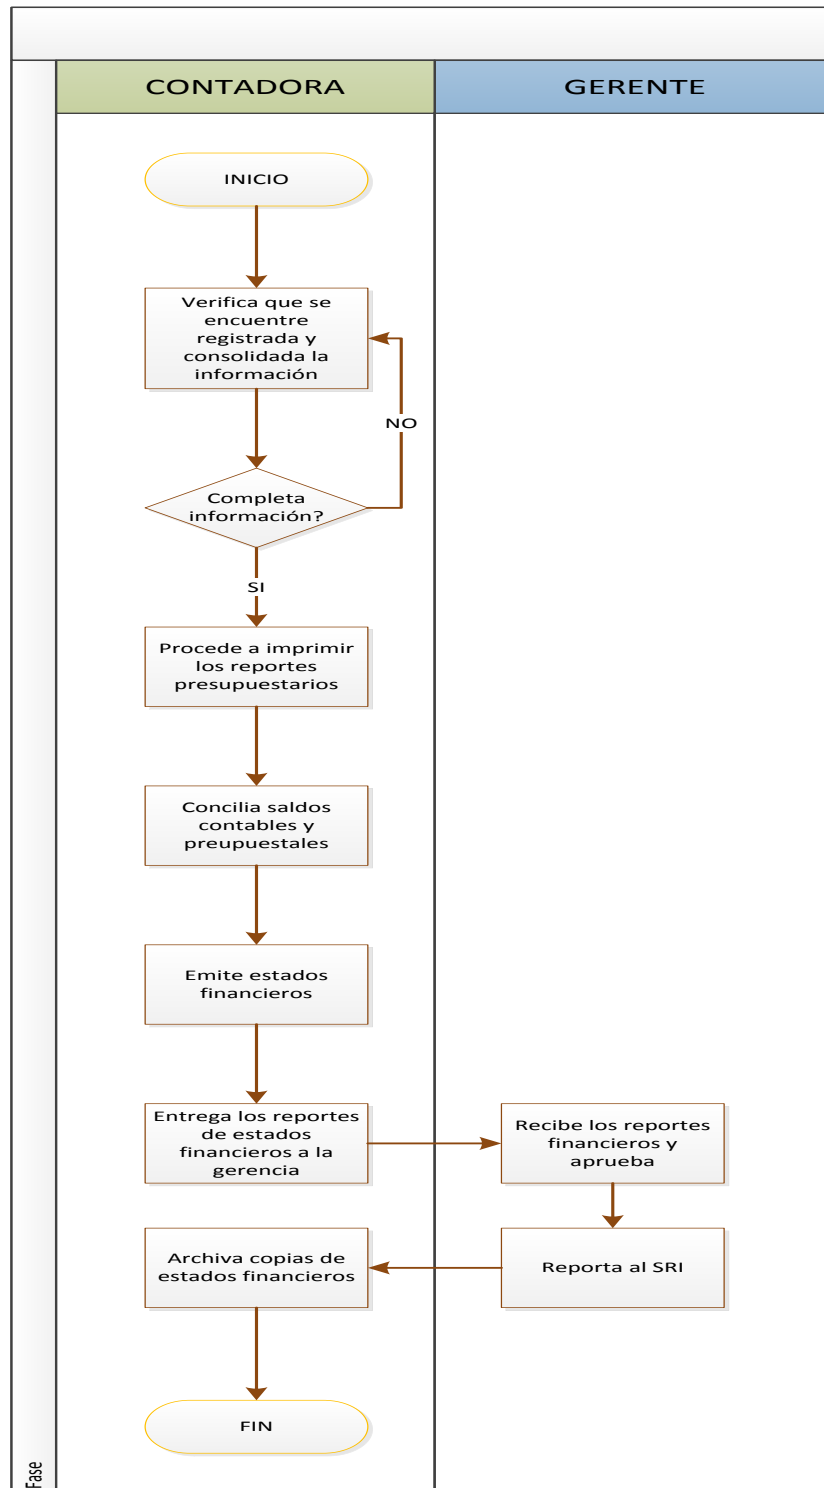 CONTADORA
GERENTE
INICIO
Verifica que se
encuentre
registrada y
consolidada la
información
NO
Completa
información?
SI
Procede a imprimir
los reportes
presupuestarios
Concilia saldos
contables y
preupuestales
Emite estados
financieros
Entrega los reportes
de estados
financieros a la
gerencia
Recibe los reportes
financieros y
aprueba
Reporta al SRI
Archiva copias de
estados financieros
FIN
Fase